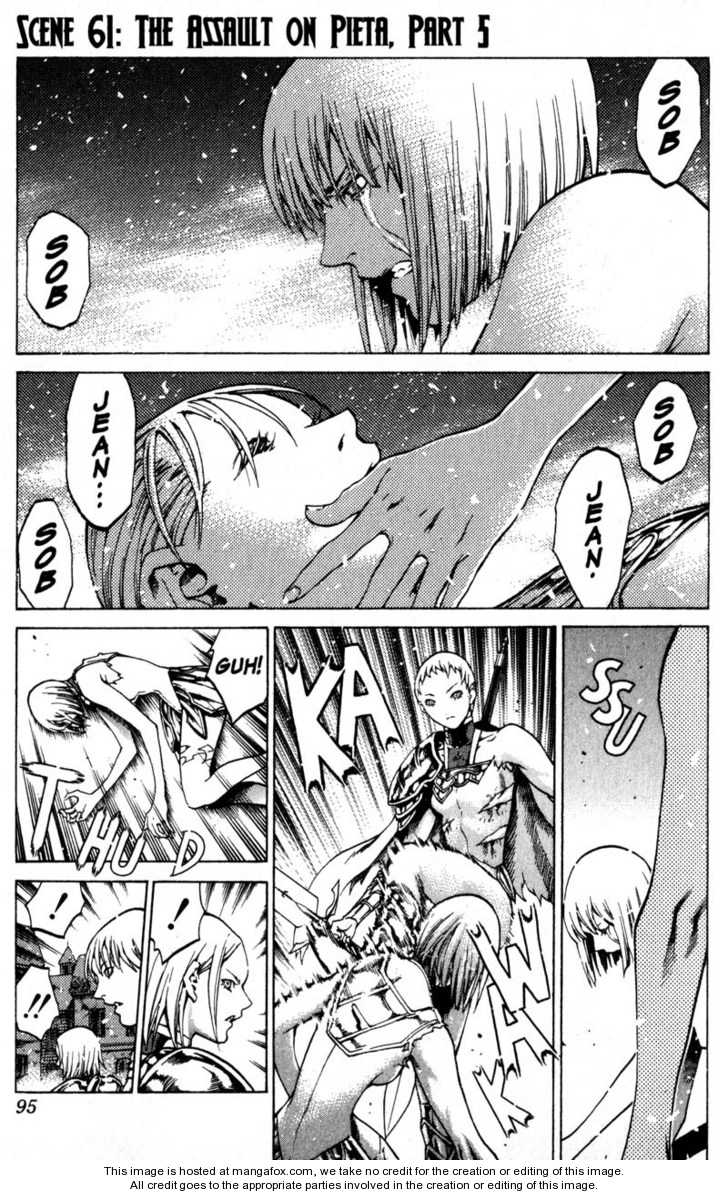 SCENE 61: THE ASSAULT ON PIETA, PART 5
SOB
SOB
SOB
JEAN...
JEAN.
SOB
SSU
KA
WAK
GUH!
THUD
!
!
!!
95
This image is hosted at mangafox.com, we take no credit for the creation or editing of this image.
All credit goes to the appropriate parties involved in the creation or editing of this image.